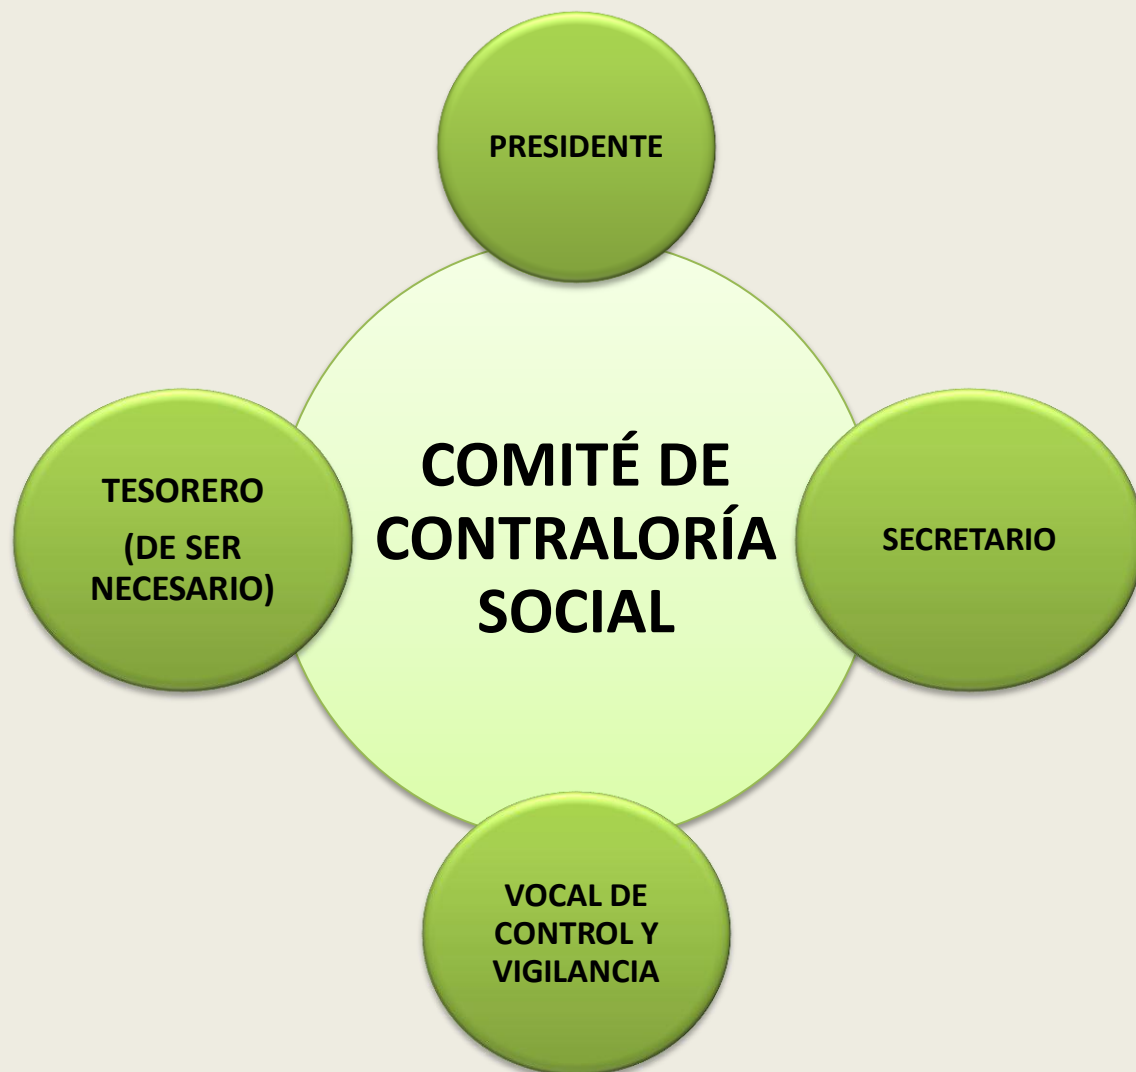 PRESIDENTE
TESORERO
(DE SER
NECESARIO)
COMITÉ DE
CONTRALORÍA
SOCIAL
SECRETARIO
VOCAL DE
CONTROL Y
VIGILANCIA